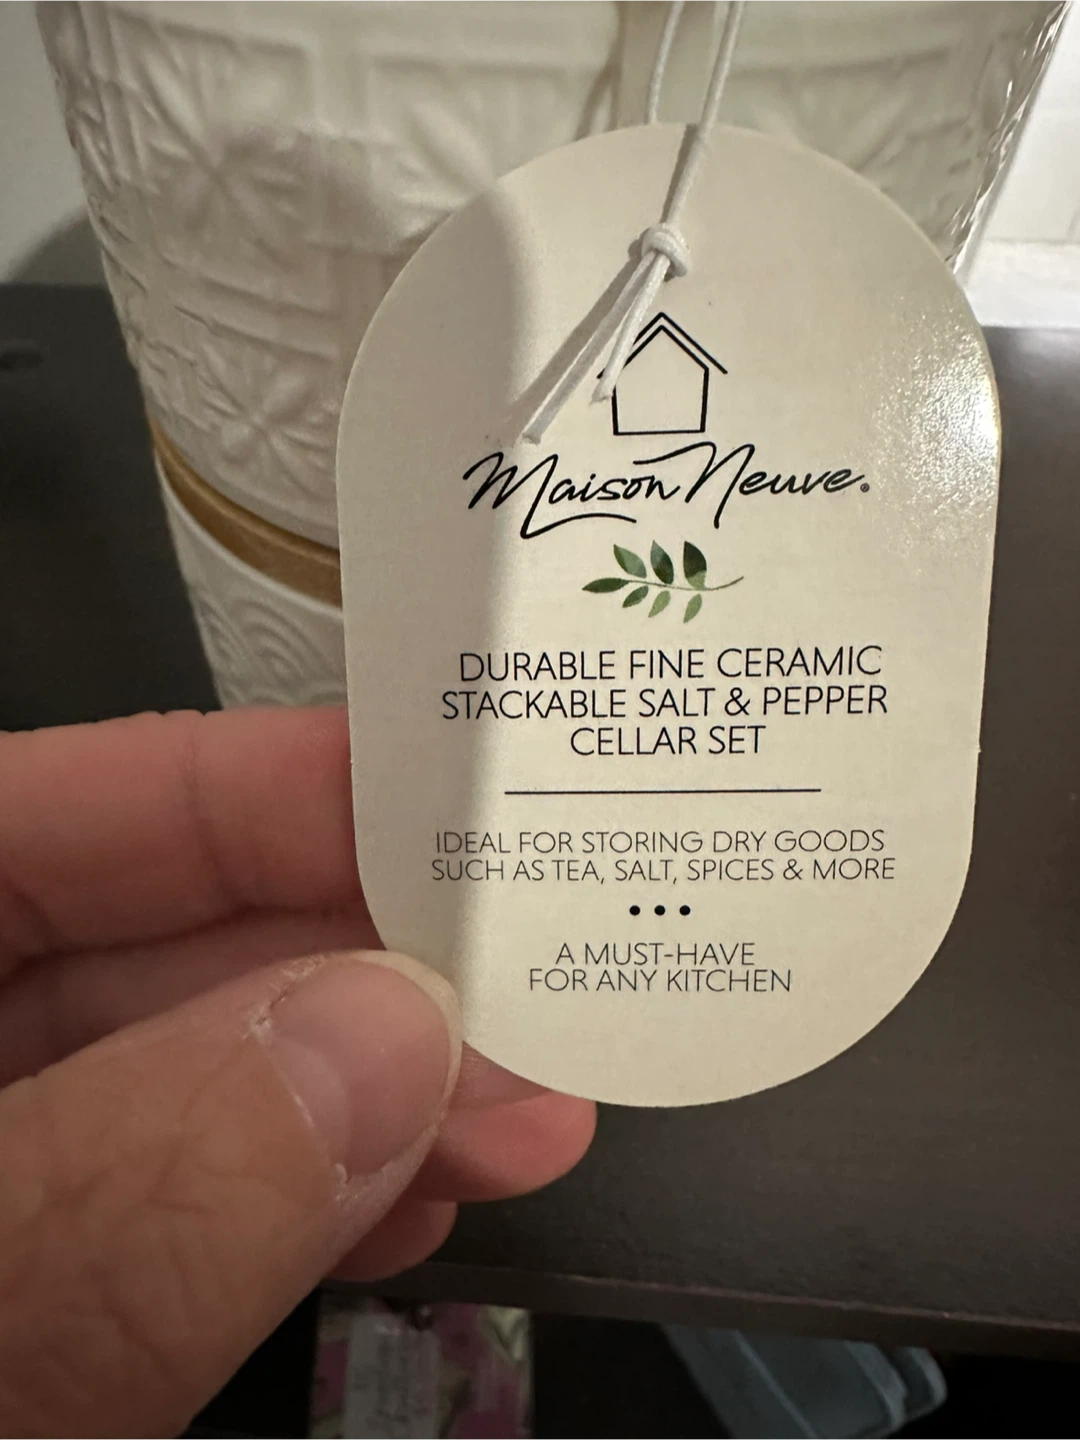 Maison Neuve®
DURABLE FINE CERAMIC
STACKABLE SALT & PEPPER
CELLAR SET
IDEAL FOR STORING DRY GOODS
SUCH AS TEA, SALT, SPICES & MORE
• • •
A MUST-HAVE
FOR ANY KITCHEN